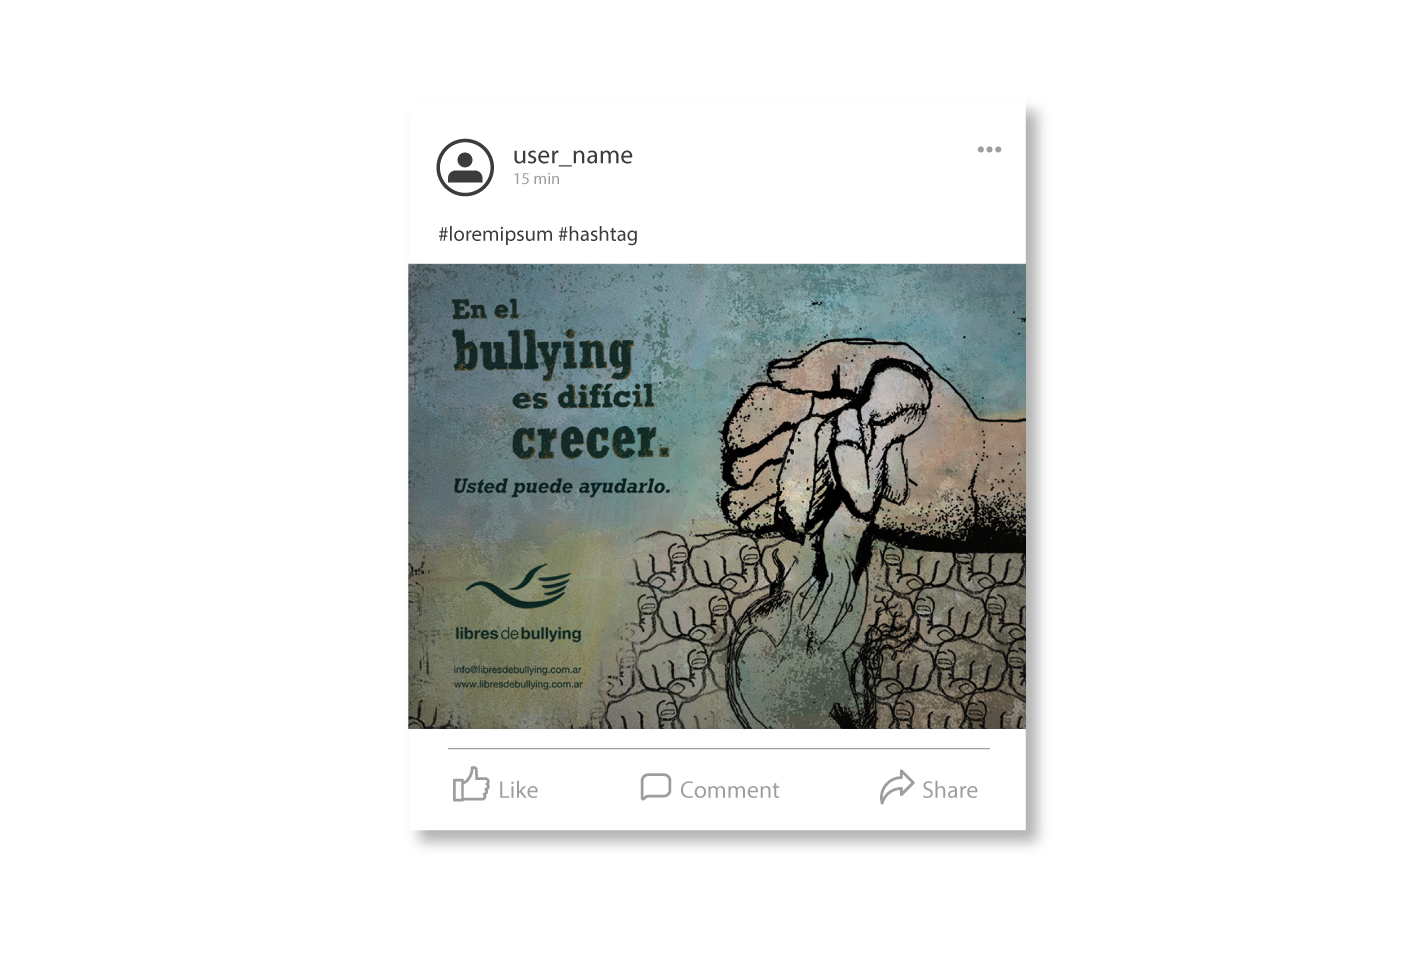 user_name
15 min
#loremipsum #hashtag
En el
bullying
es difícil
crecer.
Usted puede ayudarlo.
libres de bullying
info@libresdebullying.com.ar
www.libresdebullying.com.ar
Like
Comment
Share